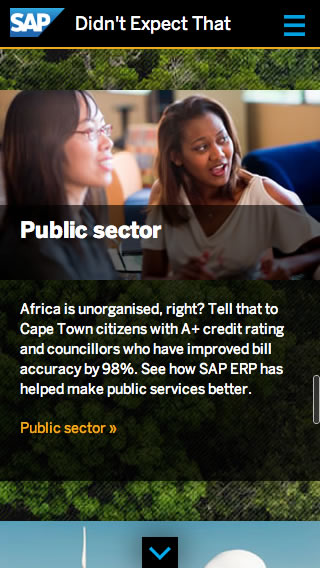 SAP
Didn't Expect That
Public sector
Africa is unorganised, right? Tell that to
Cape Town citizens with A+ credit rating
and councillors who have improved bill
accuracy by 98%. See how SAP ERP has
helped make public services better.
Public sector »